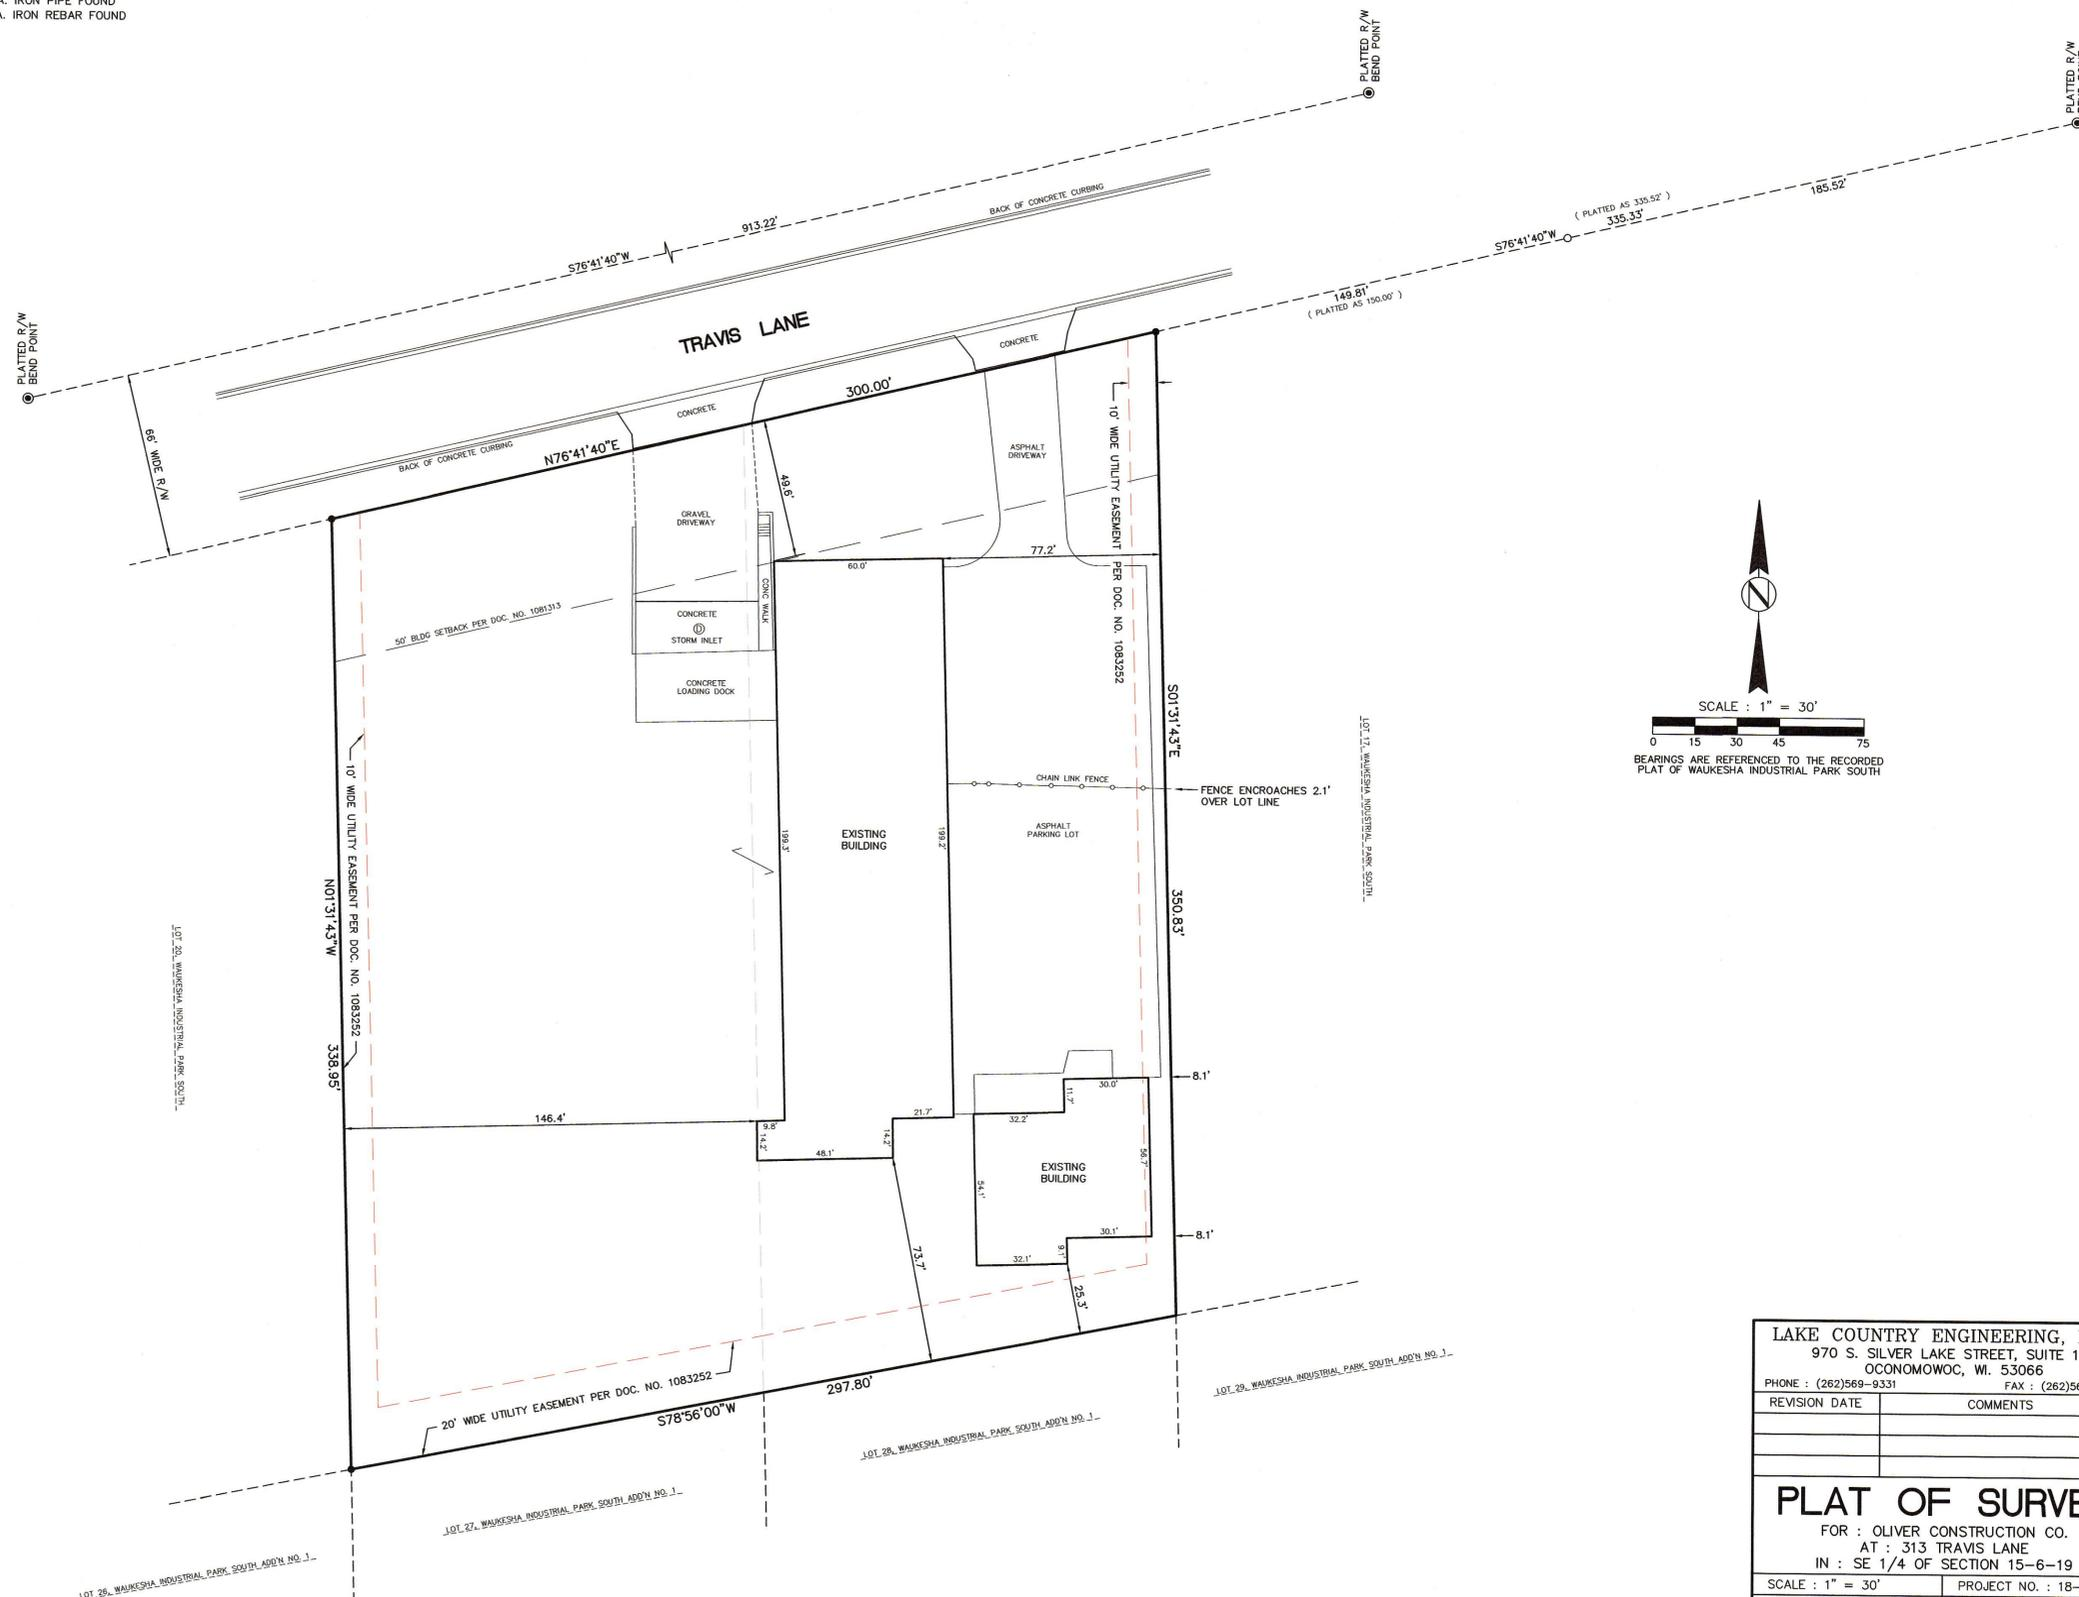 IRON PIPE FOUND
IRON REBAR FOUND
PLATTED R/W
BEND POINT
PLATTED R/W
PLATTED R/W
BEND POINT
913.22'
S76°41'40"W
BACK OF CONCRETE CURBING
( PLATTED AS 335.52' )
335.33'
S76°41'40"W
185.52'
149.81'
( PLATTED AS 150.00' )
TRAVIS LANE
66' WIDE R/W
300.00'
N76°41'40"E
BACK OF CONCRETE CURBING
CONCRETE
CONCRETE
ASPHALT
DRIVEWAY
GRAVEL
DRIVEWAY
49.6'
10' WIDE UTILITY EASEMENT PER DOC. NO. 1083252
77.2'
60.0'
50' BLDG SETBACK PER DOC. NO. 1081313
CONC WALK
CONCRETE
D
STORM INLET
CONCRETE
LOADING DOCK
S01°31'43"E
350.83'
LOT 17, WAUKESHA INDUSTRIAL PARK SOUTH
N
SCALE : 1" = 30'
0 15 30 45 75
BEARINGS ARE REFERENCED TO THE RECORDED
PLAT OF WAUKESHA INDUSTRIAL PARK SOUTH
CHAIN LINK FENCE
FENCE ENCROACHES 2.1'
OVER LOT LINE
ASPHALT
PARKING LOT
EXISTING
BUILDING
199.3'
199.2'
10' WIDE UTILITY EASEMENT PER DOC. NO. 1083252
N01°31'43"W
338.95'
LOT 20, WAUKESHA INDUSTRIAL PARK SOUTH
146.4'
9.8'
14.2'
48.1'
14.2'
21.7'
30.0'
11.7'
32.2'
8.1'
EXISTING
BUILDING
56.7'
54.1'
30.1'
9.1'
32.1'
8.1'
73.7'
25.3'
20' WIDE UTILITY EASEMENT PER DOC. NO. 1083252
297.80'
S78°56'00"W
LOT 29, WAUKESHA INDUSTRIAL PARK SOUTH ADD'N NO. 1
LOT 28, WAUKESHA INDUSTRIAL PARK SOUTH ADD'N NO. 1
LOT 27, WAUKESHA INDUSTRIAL PARK SOUTH ADD'N NO. 1
LOT 26, WAUKESHA INDUSTRIAL PARK SOUTH ADD'N NO. 1
LAKE COUNTRY ENGINEERING,
970 S. SILVER LAKE STREET, SUITE
OCONOMOWOC, WI. 53066
PHONE : (262)569-9331 FAX : (262)56
REVISION DATE COMMENTS
PLAT OF SURVE
FOR : OLIVER CONSTRUCTION CO.
AT : 313 TRAVIS LANE
IN : SE 1/4 OF SECTION 15-6-19
SCALE : 1" = 30' PROJECT NO. : 18-